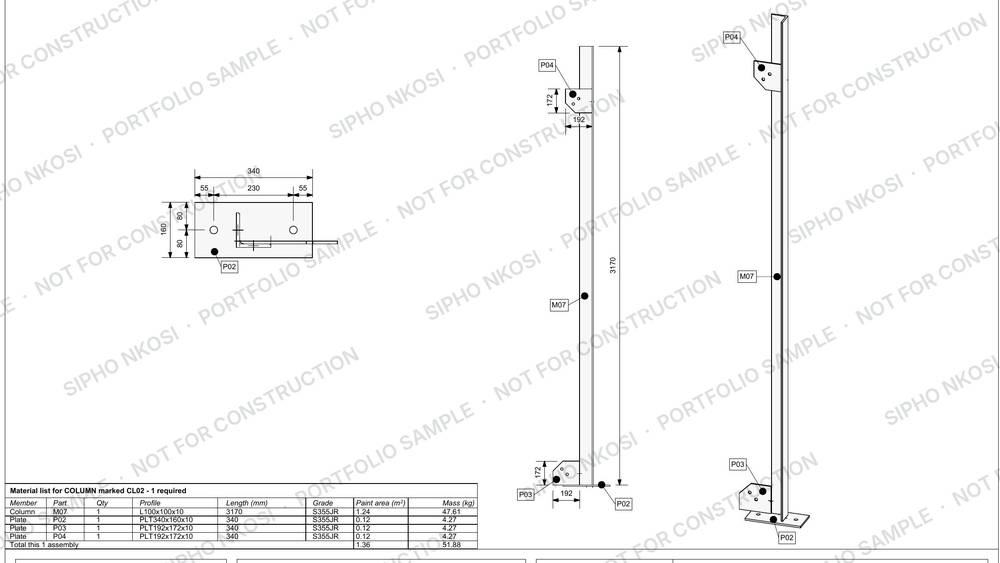 340
55 230 55
160
80
80
P02
P04
172
192
3170
M07
172
P03
192
P02
P04
M07
P03
P02
Material list for COLUMN marked CL02 - 1 required
Member Part Qty Profile Length (mm) Grade Paint area (m²) Mass (kg)
Column M07 1 L100x100x10 3170 S355JR 1.24 47.61
Plate P02 1 PLT340x160x10 340 S355JR 0.12 4.27
Plate P03 1 PLT192x172x10 340 S355JR 0.12 4.27
Plate P04 1 PLT192x172x10 340 S355JR 0.12 4.27
Total this 1 assembly 1.36 51.88
SIPHO NKOSI · PORTFOLIO SAMPLE · NOT FOR CONSTRUCTION